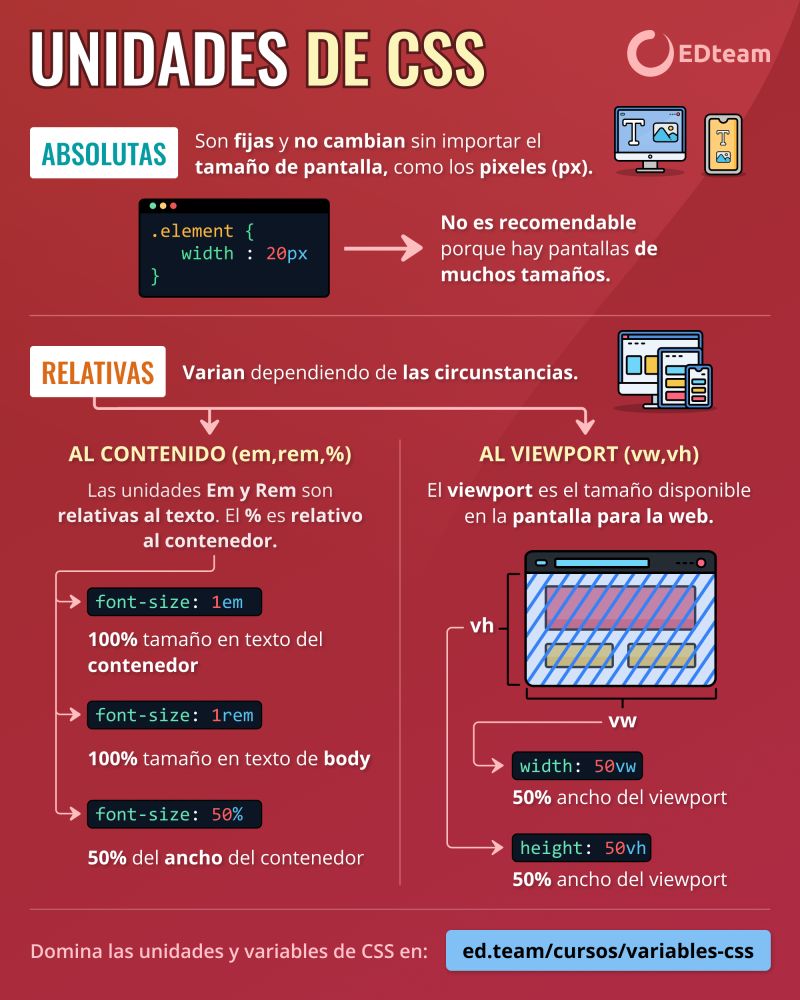 UNIDADES DE CSS
EDteam
ABSOLUTAS
Son fijas y no cambian sin importar el
tamaño de pantalla, como los pixeles (px).
T
T
.element {
width : 20px
}
No es recomendable
porque hay pantallas de
muchos tamaños.
RELATIVAS
Varian dependiendo de las circunstancias.
AL CONTENIDO (em,rem,%)
Las unidades Em y Rem son
relativas al texto. El % es relativo
al contenedor.
font-size: 1em
100% tamaño en texto del
contenedor
font-size: 1rem
100% tamaño en texto de body
font-size: 50%
50% del ancho del contenedor
AL VIEWPORT (vw,vh)
El viewport es el tamaño disponible
en la pantalla para la web.
vh
vw
width: 50vw
50% ancho del viewport
height: 50vh
50% ancho del viewport
Domina las unidades y variables de CSS en:
ed.team/cursos/variables-css